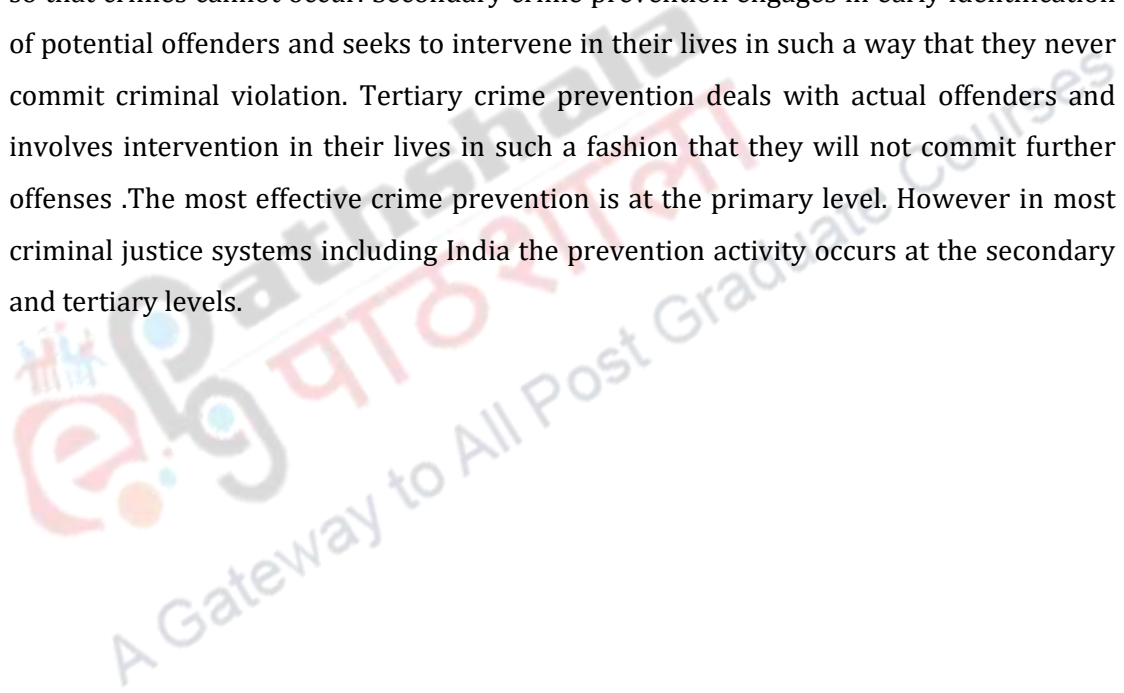 so that crimes cannot occur. Secondary crime prevention engages in early identification
of potential offenders and seeks to intervene in their lives in such a way that they never
commit criminal violation. Tertiary crime prevention deals with actual offenders and
involves intervention in their lives in such a fashion that they will not commit further
offenses .The most effective crime prevention is at the primary level. However in most
criminal justice systems including India the prevention activity occurs at the secondary
and tertiary levels.
epg athshala
पाठशाला
A Gateway to All Post Graduate Courses